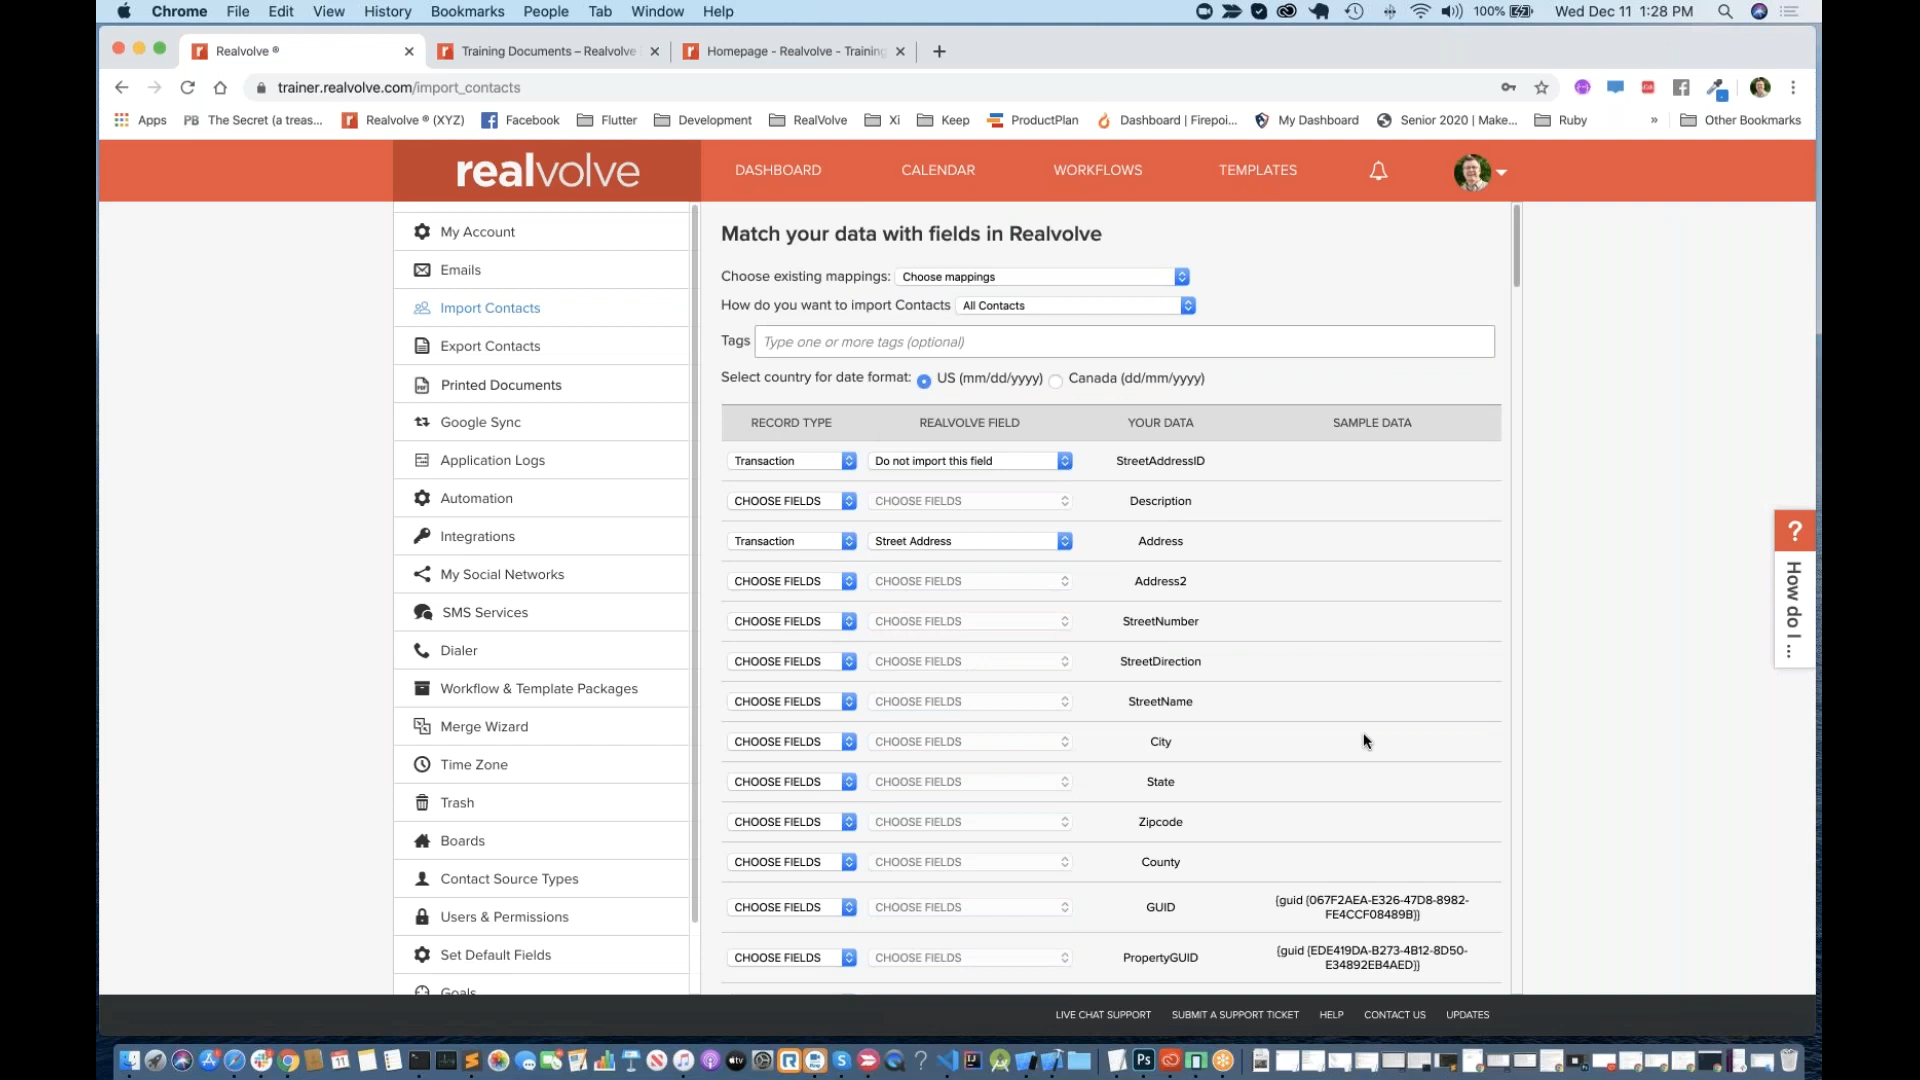 Chrome File Edit View History Bookmarks People Tab Window Help 100% Wed Dec 11 1:28 PM
Realvolve ® Training Documents – Realvolve Homepage - Realvolve - Training
trainer.realvolve.com/import_contacts
Apps PB The Secret (a treas... Realvolve ® (XYZ) Facebook Flutter Development RealVolve Xi Keep ProductPlan Dashboard | Firepoi... My Dashboard Senior 2020 | Make... Ruby » Other Bookmarks
realvolve DASHBOARD CALENDAR WORKFLOWS TEMPLATES
My Account
Emails
Import Contacts
Export Contacts
Printed Documents
Google Sync
Application Logs
Automation
Integrations
My Social Networks
SMS Services
Dialer
Workflow & Template Packages
Merge Wizard
Time Zone
Trash
Boards
Contact Source Types
Users & Permissions
Set Default Fields
Goals
Match your data with fields in Realvolve
Choose existing mappings: Choose mappings
How do you want to import Contacts All Contacts
Tags Type one or more tags (optional)
Select country for date format: US (mm/dd/yyyy) Canada (dd/mm/yyyy)
RECORD TYPE REALVOLVE FIELD YOUR DATA SAMPLE DATA
Transaction Do not import this field StreetAddressID
CHOOSE FIELDS CHOOSE FIELDS Description
Transaction Street Address Address
CHOOSE FIELDS CHOOSE FIELDS Address2
CHOOSE FIELDS CHOOSE FIELDS StreetNumber
CHOOSE FIELDS CHOOSE FIELDS StreetDirection
CHOOSE FIELDS CHOOSE FIELDS StreetName
CHOOSE FIELDS CHOOSE FIELDS City
CHOOSE FIELDS CHOOSE FIELDS State
CHOOSE FIELDS CHOOSE FIELDS Zipcode
CHOOSE FIELDS CHOOSE FIELDS County
CHOOSE FIELDS CHOOSE FIELDS GUID {guid {067F2AEA-E326-47D8-8982-
FE4CCF08489B}}
CHOOSE FIELDS CHOOSE FIELDS PropertyGUID {guid {EDE419DA-B273-4B12-8D50-
E34892EB4AED}}
? How do I ...
LIVE CHAT SUPPORT SUBMIT A SUPPORT TICKET HELP CONTACT US UPDATES